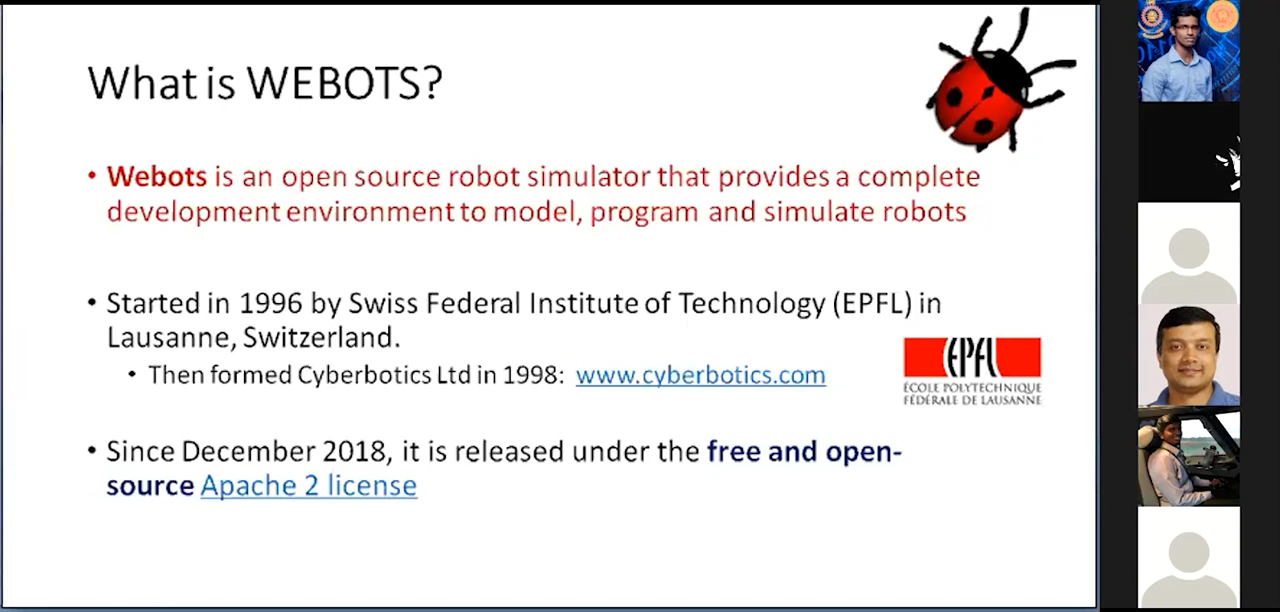 What is WEBOTS?
• Webots is an open source robot simulator that provides a complete
development environment to model, program and simulate robots
• Started in 1996 by Swiss Federal Institute of Technology (EPFL) in
Lausanne, Switzerland.
• Then formed Cyberbotics Ltd in 1998: www.cyberbotics.com
EPFL
ÉCOLE POLYTECHNIQUE
FÉDÉRALE DE LAUSANNE
• Since December 2018, it is released under the free and open-
source Apache 2 license